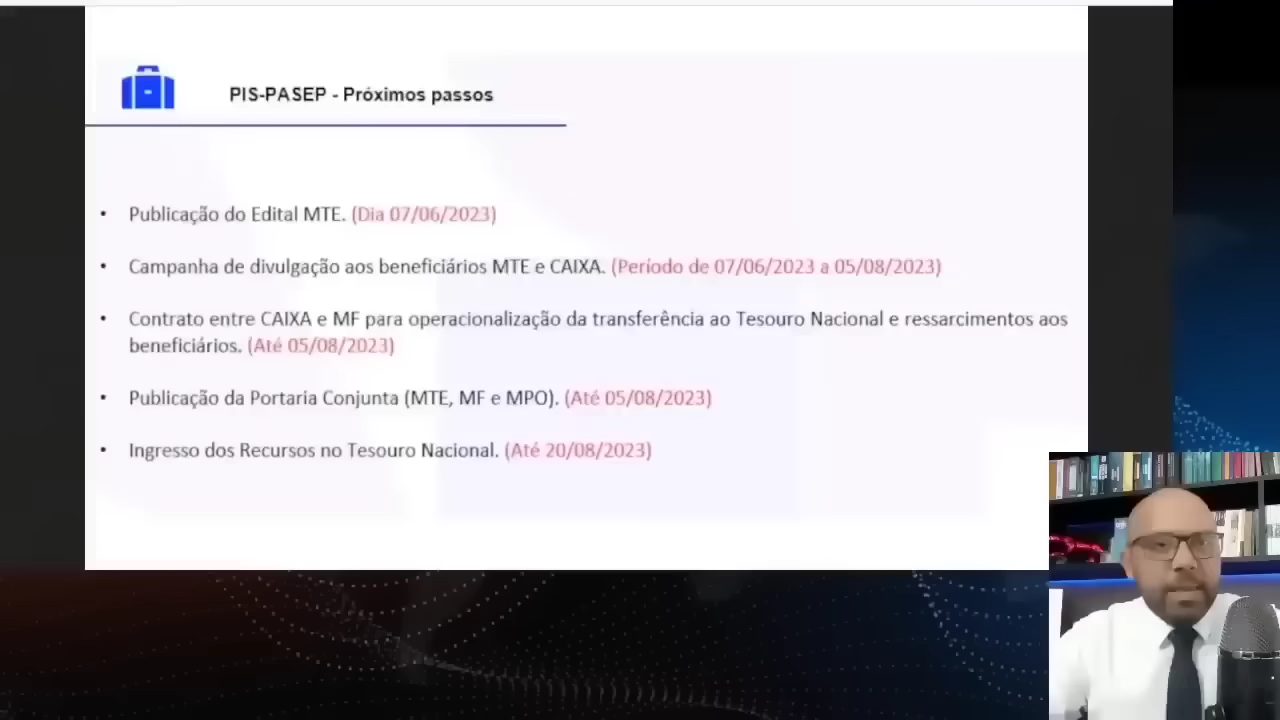 PIS-PASEP - Próximos passos
• Publicação do Edital MTE. (Dia 07/06/2023)
• Campanha de divulgação aos beneficiários MTE e CAIXA. (Período de 07/06/2023 a 05/08/2023)
• Contrato entre CAIXA e MF para operacionalização da transferência ao Tesouro Nacional e ressarcimentos aos
beneficiários. (Até 05/08/2023)
• Publicação da Portaria Conjunta (MTE, MF e MPO). (Até 05/08/2023)
• Ingresso dos Recursos no Tesouro Nacional. (Até 20/08/2023)